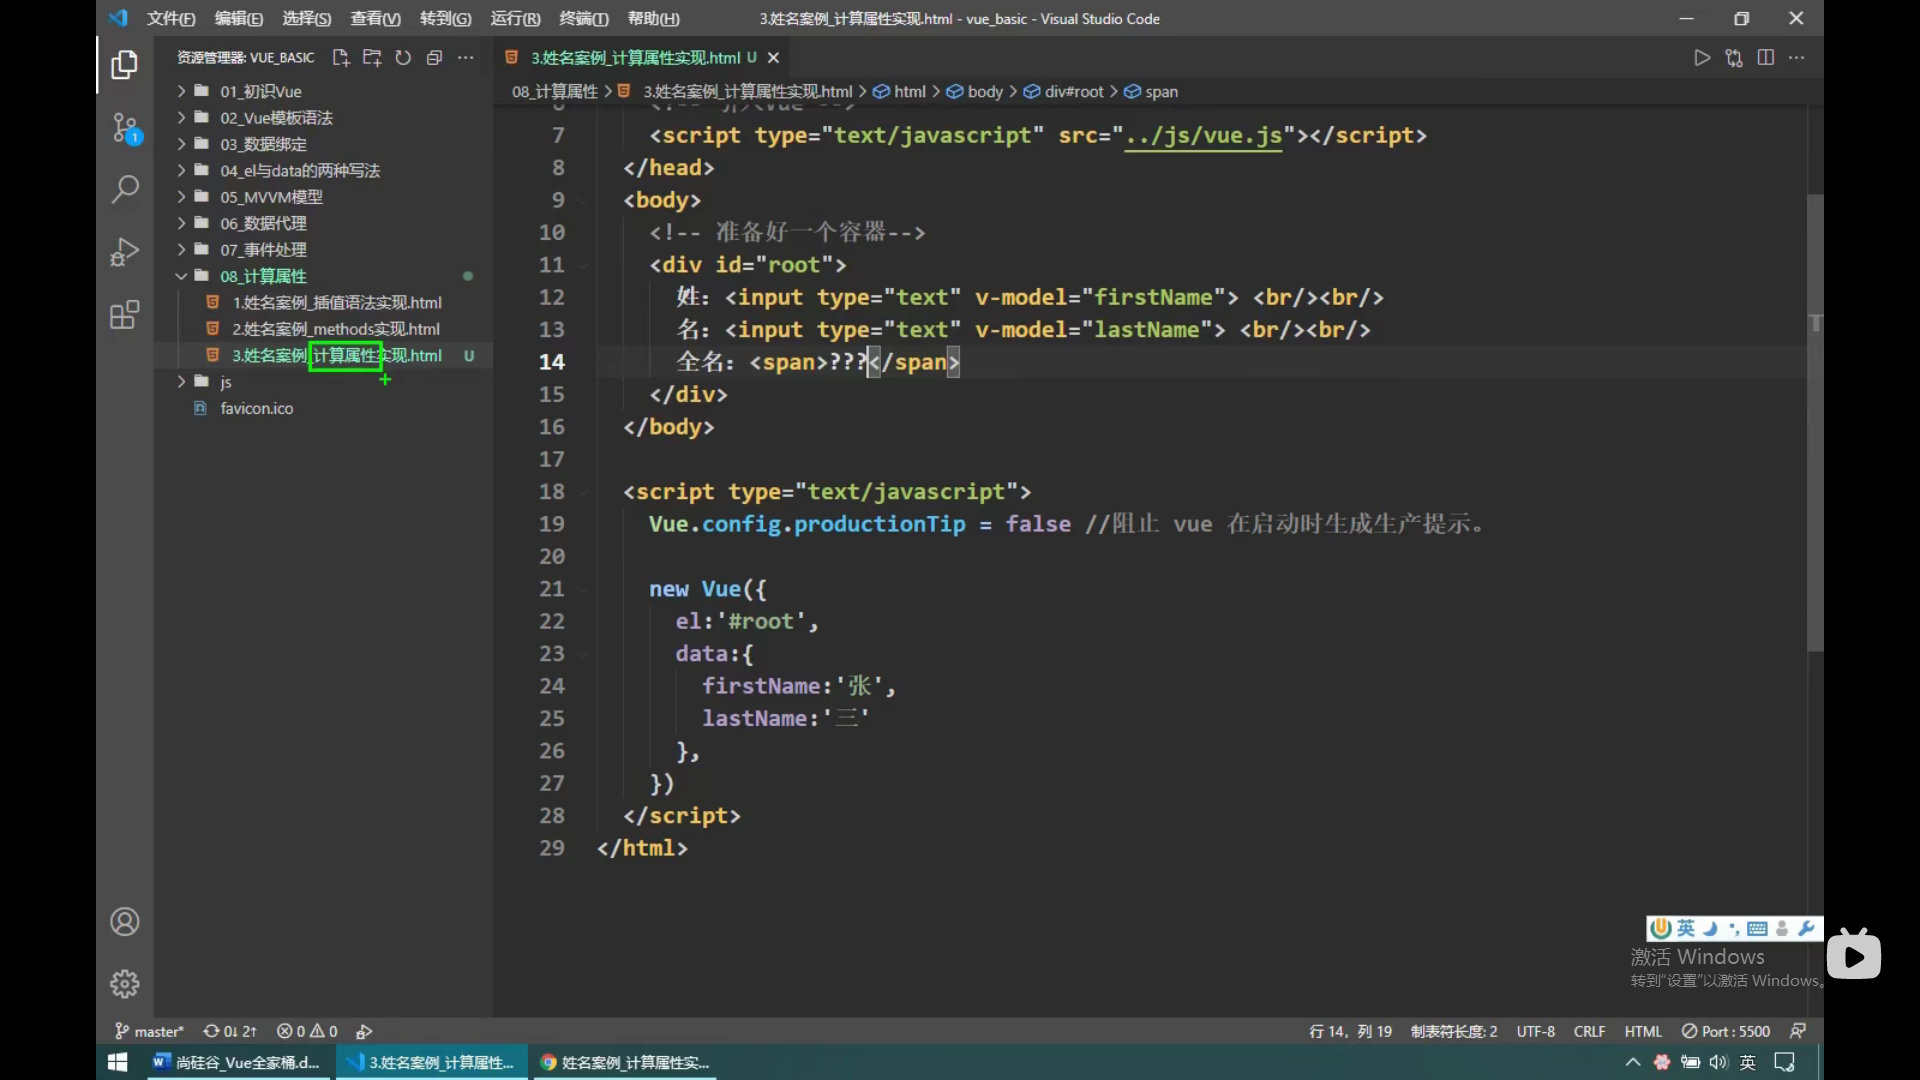 文件(F) 编辑(E) 选择(S) 查看(V) 转到(G) 运行(R) 终端(T) 帮助(H) 3.姓名案例_计算属性实现.html - vue_basic - Visual Studio Code
资源管理器: VUE_BASIC
01_初识Vue
02_Vue模板语法
03_数据绑定
04_el与data的两种写法
05_MVVM模型
06_数据代理
07_事件处理
08_计算属性
1.姓名案例_插值语法实现.html
2.姓名案例_methods实现.html
3.姓名案例_计算属性实现.html U
js
favicon.ico
1
3.姓名案例_计算属性实现.html U
08_计算属性 > 3.姓名案例_计算属性实现.html > html > body > div#root > span
6 <!-- 引入Vue -->
7 <script type="text/javascript" src="../js/vue.js"></script>
8 </head>
9 <body>
10 <!-- 准备好一个容器-->
11 <div id="root">
12 姓：<input type="text" v-model="firstName"> <br/><br/>
13 名：<input type="text" v-model="lastName"> <br/><br/>
14 全名：<span>???</span>
15 </div>
16 </body>
17
18 <script type="text/javascript">
19 Vue.config.productionTip = false //阻止 vue 在启动时生成生产提示。
20
21 new Vue({
22 el:'#root',
23 data:{
24 firstName:'张',
25 lastName:'三'
26 },
27 })
28 </script>
29 </html>
英
激活 Windows
转到"设置"以激活 Windows。
master* 0↓ 2↑ 0 0 行 14，列 19 制表符长度: 2 UTF-8 CRLF HTML Port : 5500
尚硅谷_Vue全家桶.d... 3.姓名案例_计算属性... 姓名案例_计算属性实... 英